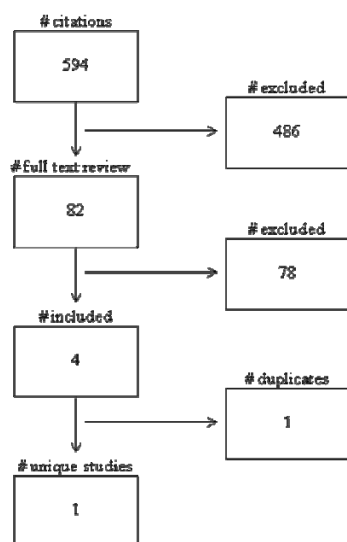 # citations
594
# excluded
486
# full text review
82
# excluded
78
# included
4
# duplicates
1
# unique studies
1